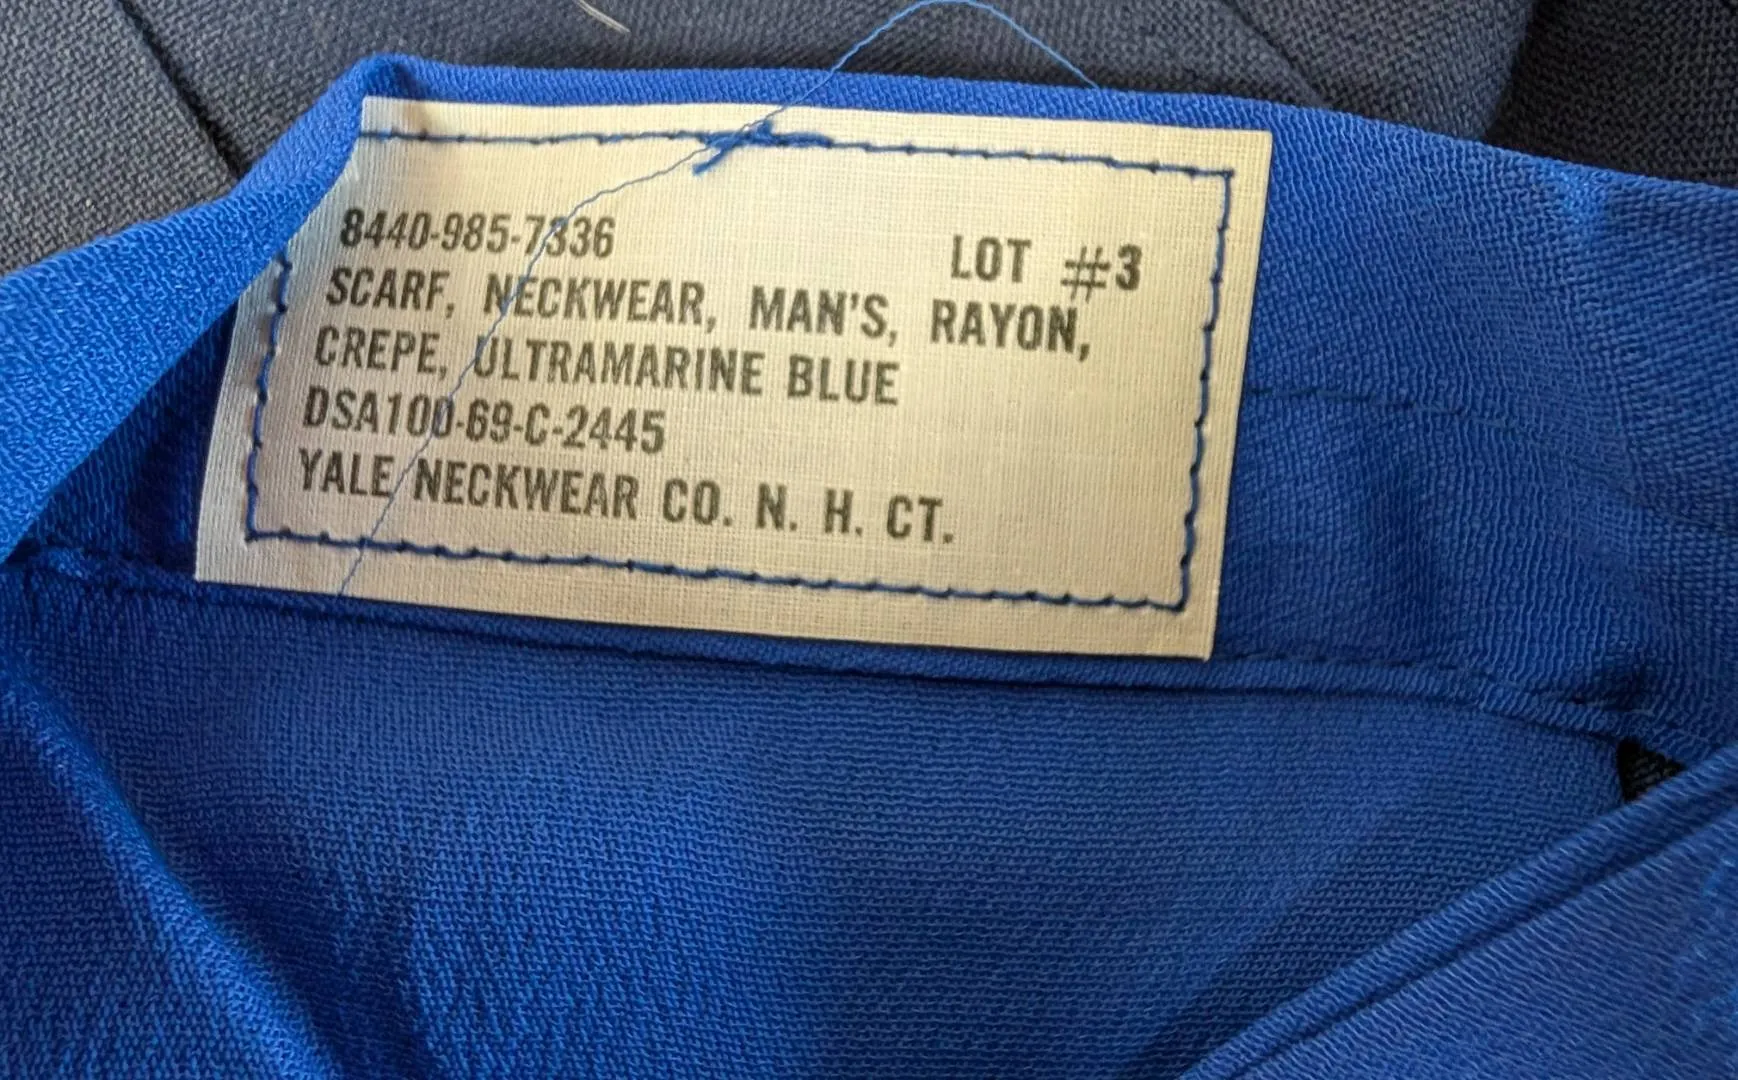 8440-985-7336
LOT #3
SCARF, NECKWEAR, MAN'S, RAYON,
CREPE, ULTRAMARINE BLUE
DSA100-69-C-2445
YALE NECKWEAR CO. N. H. CT.